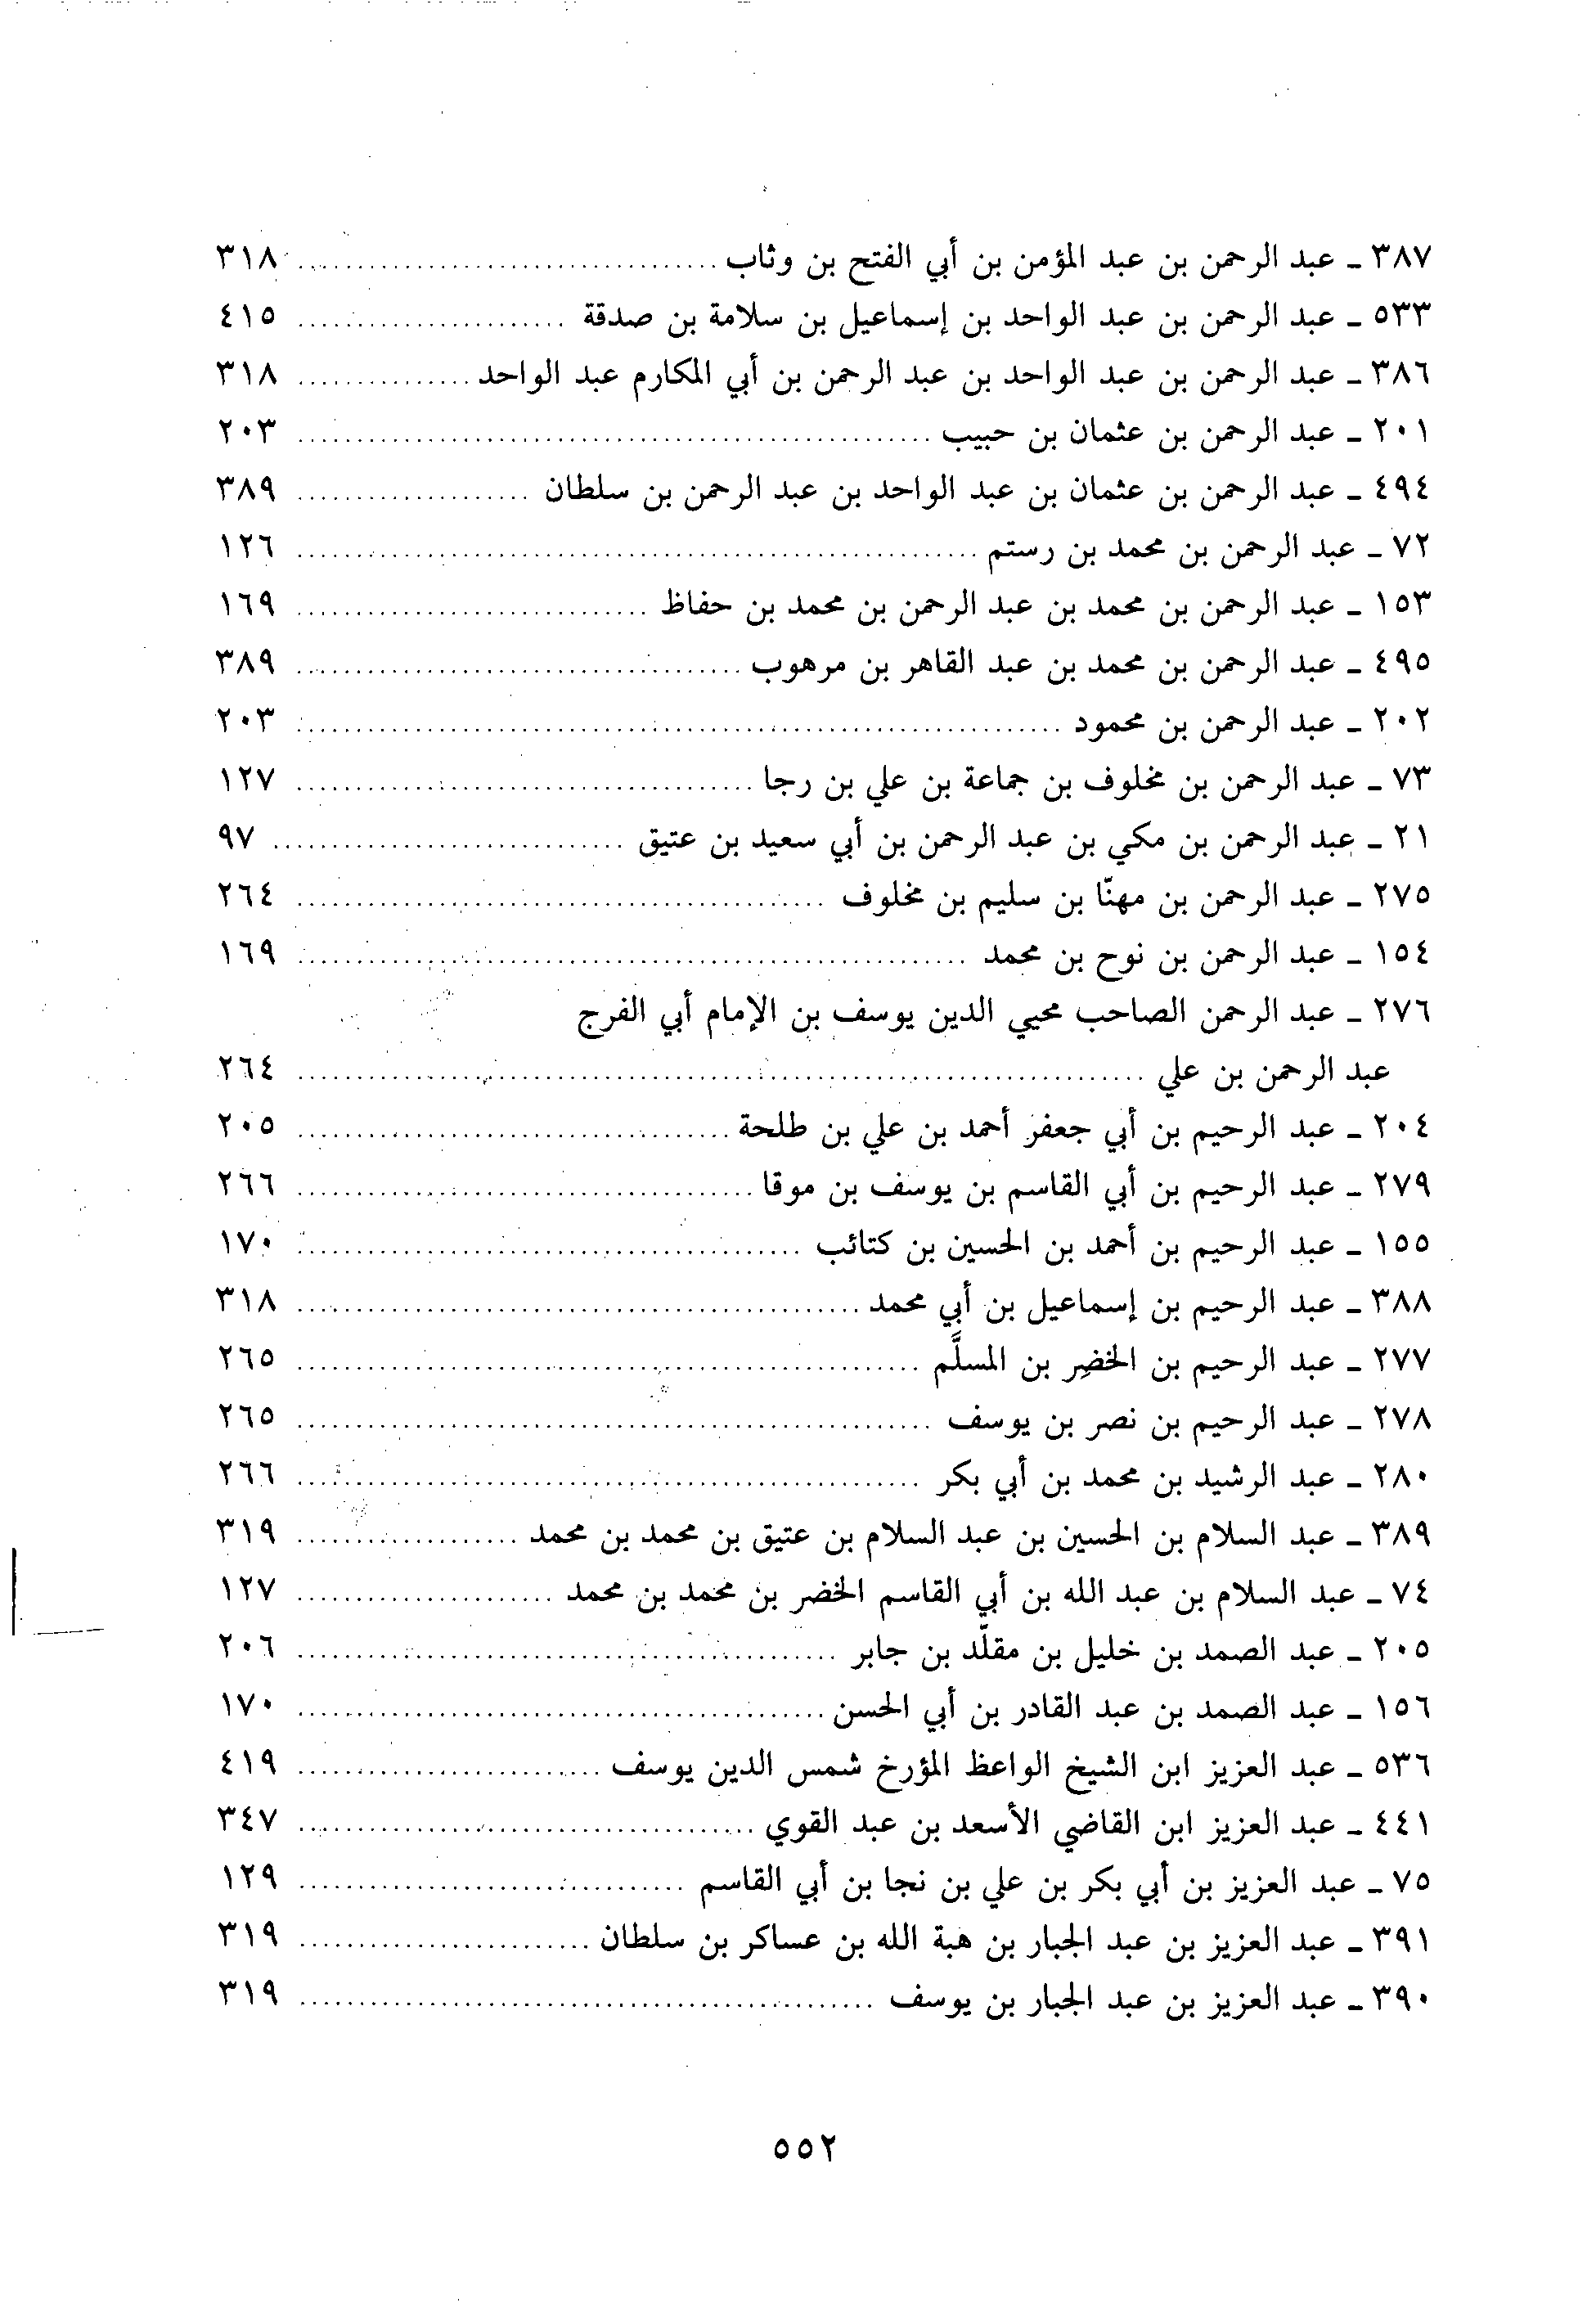 ٣٨٧ ـ عبد الرحمن بن عبد المؤمن بن أبي الفتح بن وثاب ................................ ٣١٨
٥٣٣ ـ عبد الرحمن بن عبد الواحد بن إسماعيل بن سلامة بن صدقة ..................... ٤١٥
٣٨٦ ـ عبد الرحمن بن عبد الواحد بن عبد الرحمن بن أبي المكارم عبد الواحد .............. ٣١٨
٢٠١ ـ عبد الرحمن بن عثمان بن حبيب ................................................ ٢٠٣
٤٩٤ ـ عبد الرحمن بن عثمان بن عبد الواحد بن عبد الرحمن بن سلطان .................. ٣٨٩
٧٢ ـ عبد الرحمن بن محمد بن رستم .................................................... ١٢٦
١٥٣ ـ عبد الرحمن بن محمد بن عبد الرحمن بن محمد بن حفاظ ........................... ١٦٩
٤٩٥ ـ عبد الرحمن بن محمد بن عبد القاهر بن مرهوب .................................. ٣٨٩
٢٠٢ ـ عبد الرحمن بن محمود .......................................................... ٢٠٣
٧٣ ـ عبد الرحمن بن مخلوف بن جماعة بن علي بن رجا ................................... ١٢٧
٢١ ـ عبد الرحمن بن مكي بن عبد الرحمن بن أبي سعيد بن عتيق ............................ ٩٧
٢٧٥ ـ عبد الرحمن بن مهنّا بن سليم بن مخلوف ........................................ ٢٦٤
١٥٤ ـ عبد الرحمن بن نوح بن محمد .................................................... ١٦٩
٢٧٦ ـ عبد الرحمن الصاحب محيي الدين يوسف بن الإمام أبي الفرج
عبد الرحمن بن علي .................................................................. ٢٦٤
٢٠٤ ـ عبد الرحيم بن أبي جعفر أحمد بن علي بن طلحة .................................. ٢٠٥
٢٧٩ ـ عبد الرحيم بن أبي القاسم بن يوسف بن موقا .................................... ٢٦٦
١٥٥ ـ عبد الرحيم بن أحمد بن الحسين بن كتائب ....................................... ١٧٠
٣٨٨ ـ عبد الرحيم بن إسماعيل بن أبي محمد ........................................... ٣١٨
٢٧٧ ـ عبد الرحيم بن الخضِر بن المسلَّم ................................................ ٢٦٥
٢٧٨ ـ عبد الرحيم بن نصر بن يوسف .................................................. ٢٦٥
٢٨٠ ـ عبد الرشيد بن محمد بن أبي بكر ................................................ ٢٦٦
٣٨٩ ـ عبد السلام بن الحسين بن عبد السلام بن عتيق بن محمد بن محمد ................... ٣١٩
٧٤ ـ عبد السلام بن عبد الله بن أبي القاسم الخضر بن محمد بن محمد ...................... ١٢٧
٢٠٥ ـ عبد الصمد بن خليل بن مقلّد بن جابر .......................................... ٢٠٦
١٥٦ ـ عبد الصمد بن عبد القادر بن أبي الحسن ........................................ ١٧٠
٥٣٦ ـ عبد العزيز ابن الشيخ الواعظ المؤرخ شمس الدين يوسف .......................... ٤١٩
٤٤١ ـ عبد العزيز ابن القاضي الأسعد بن عبد القوي .................................... ٣٤٧
٧٥ ـ عبد العزيز بن أبي بكر بن علي بن نجا بن أبي القاسم ................................ ١٢٩
٣٩١ ـ عبد العزيز بن عبد الجبار بن هبة الله بن عساكر بن سلطان ........................ ٣١٩
٣٩٠ ـ عبد العزيز بن عبد الجبار بن يوسف ............................................ ٣١٩
٥٥٢